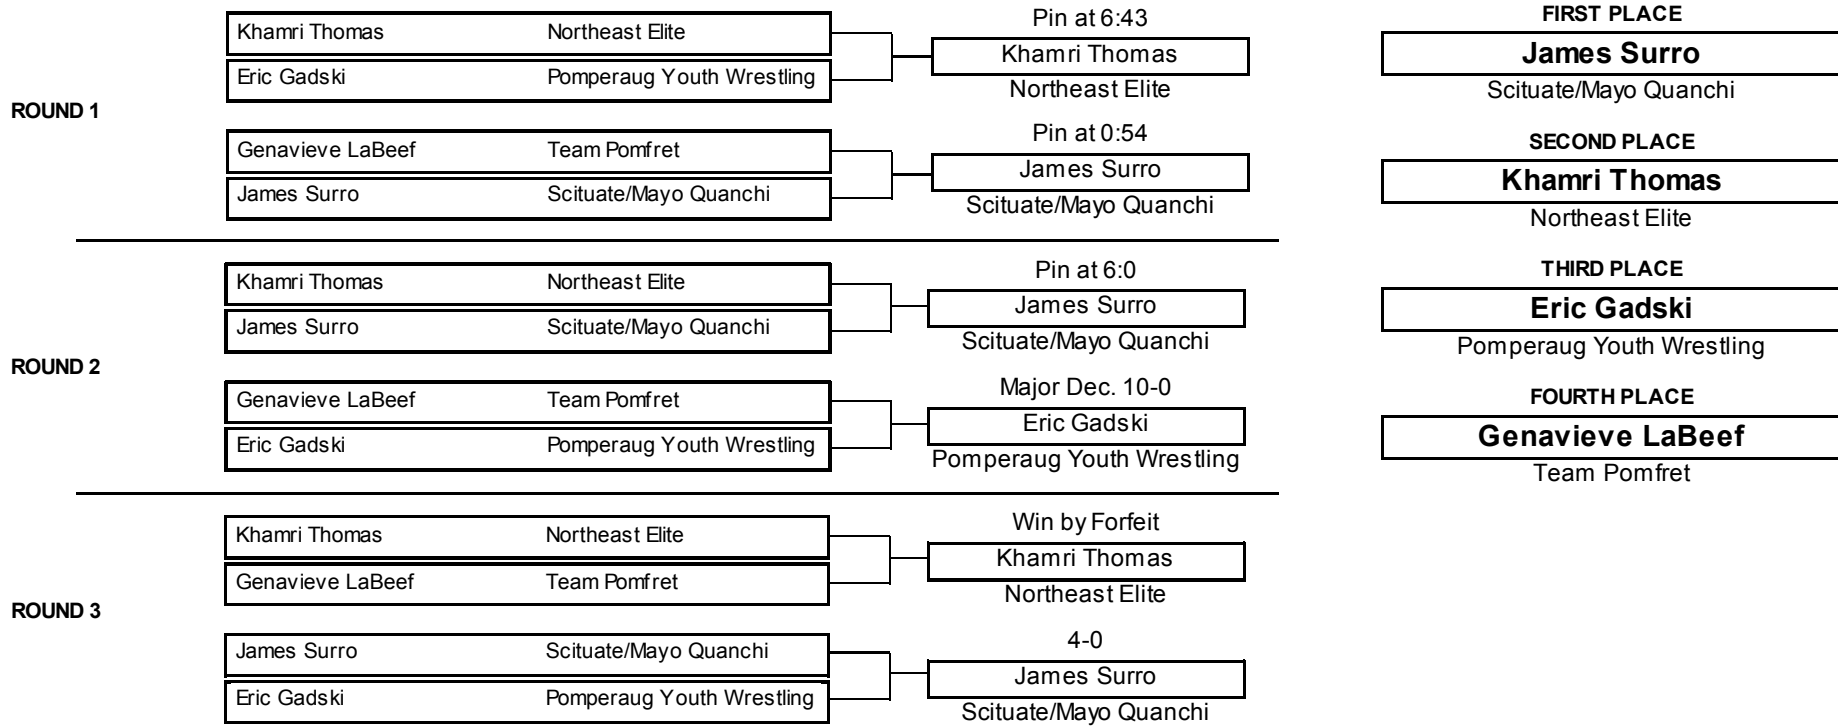 ROUND 1
Khamri Thomas Northeast Elite
Eric Gadski Pomperaug Youth Wrestling
Pin at 6:43
Khamri Thomas
Northeast Elite
Genavieve LaBeef Team Pomfret
James Surro Scituate/Mayo Quanchi
Pin at 0:54
James Surro
Scituate/Mayo Quanchi
ROUND 2
Khamri Thomas Northeast Elite
James Surro Scituate/Mayo Quanchi
Pin at 6:0
James Surro
Scituate/Mayo Quanchi
Genavieve LaBeef Team Pomfret
Eric Gadski Pomperaug Youth Wrestling
Major Dec. 10-0
Eric Gadski
Pomperaug Youth Wrestling
ROUND 3
Khamri Thomas Northeast Elite
Genavieve LaBeef Team Pomfret
Win by Forfeit
Khamri Thomas
Northeast Elite
James Surro Scituate/Mayo Quanchi
Eric Gadski Pomperaug Youth Wrestling
4-0
James Surro
Scituate/Mayo Quanchi
FIRST PLACE
James Surro
Scituate/Mayo Quanchi
SECOND PLACE
Khamri Thomas
Northeast Elite
THIRD PLACE
Eric Gadski
Pomperaug Youth Wrestling
FOURTH PLACE
Genavieve LaBeef
Team Pomfret